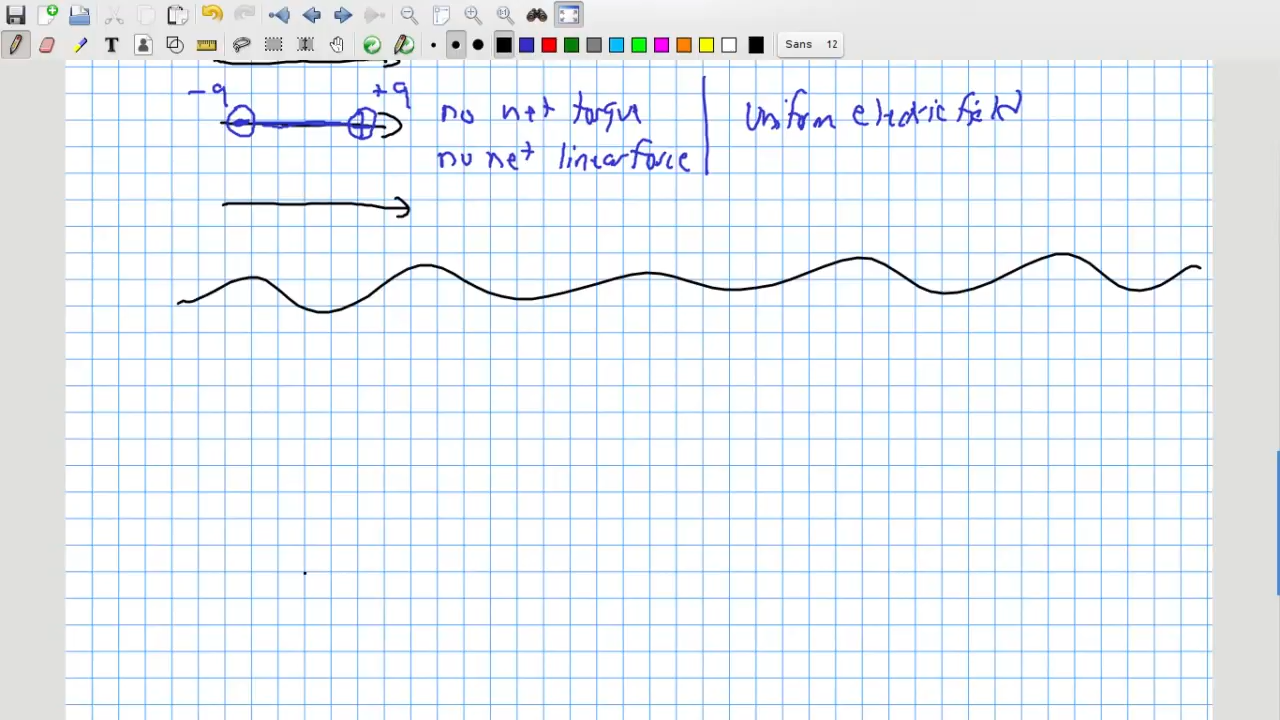 Sans 12
-q +q
no net torque
no net linear force
Uniform electric field